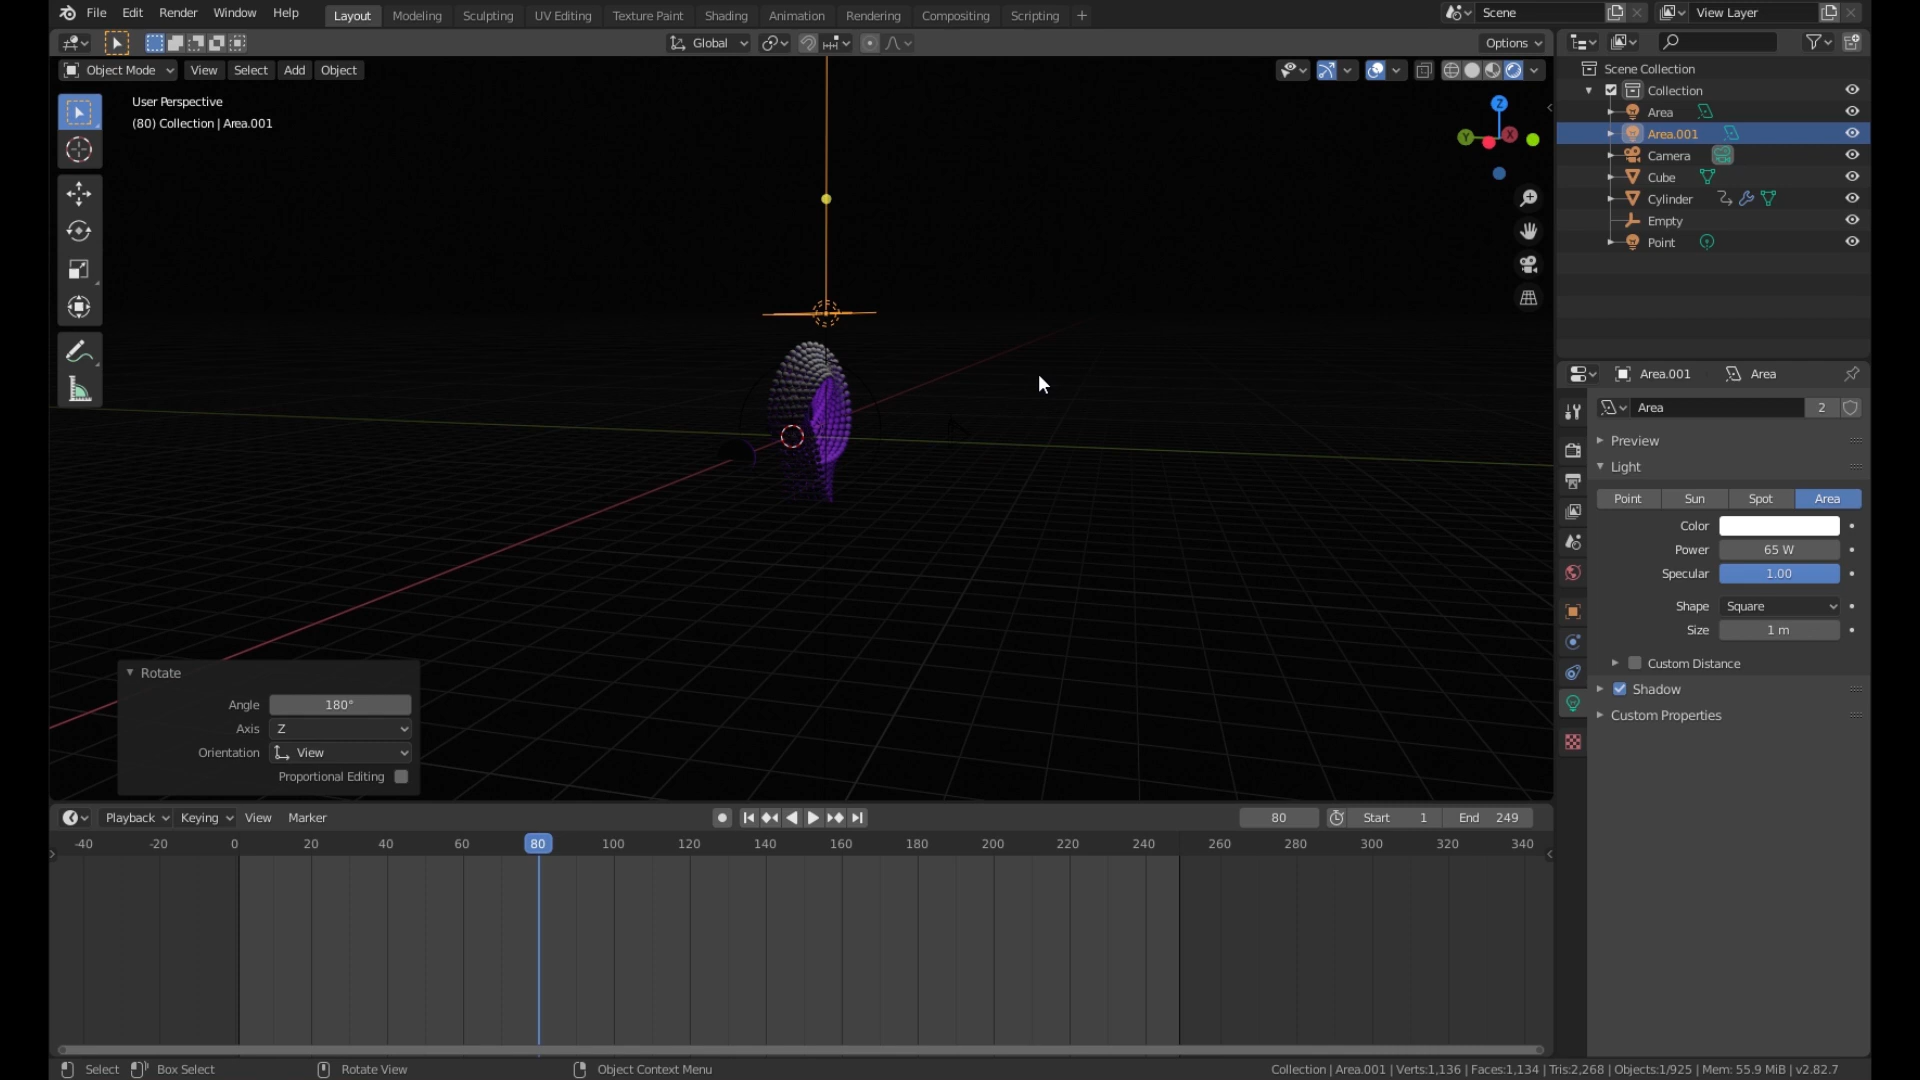 File Edit Render Window Help Layout Modeling Sculpting UV Editing Texture Paint Shading Animation Rendering Compositing Scripting + Scene View Layer
Global Options
Object Mode View Select Add Object
User Perspective
(80) Collection | Area.001
Z
Y X
Scene Collection
Collection
Area
Area.001
Camera
Cube
Cylinder
Empty
Point
Area.001 Area
Area 2
Preview
Light
Point Sun Spot Area
Color
Power 65 W
Specular 1.00
Shape Square
Size 1 m
Custom Distance
Shadow
Custom Properties
Rotate
Angle 180°
Axis Z
Orientation View
Proportional Editing
Playback Keying View Marker 80 Start 1 End 249
-40 -20 0 20 40 60 80 100 120 140 160 180 200 220 240 260 280 300 320 340
Select Box Select Rotate View Object Context Menu Collection | Area.001 | Verts:1,136 | Faces:1,134 | Tris:2,268 | Objects:1/925 | Mem: 55.9 MiB | v2.82.7